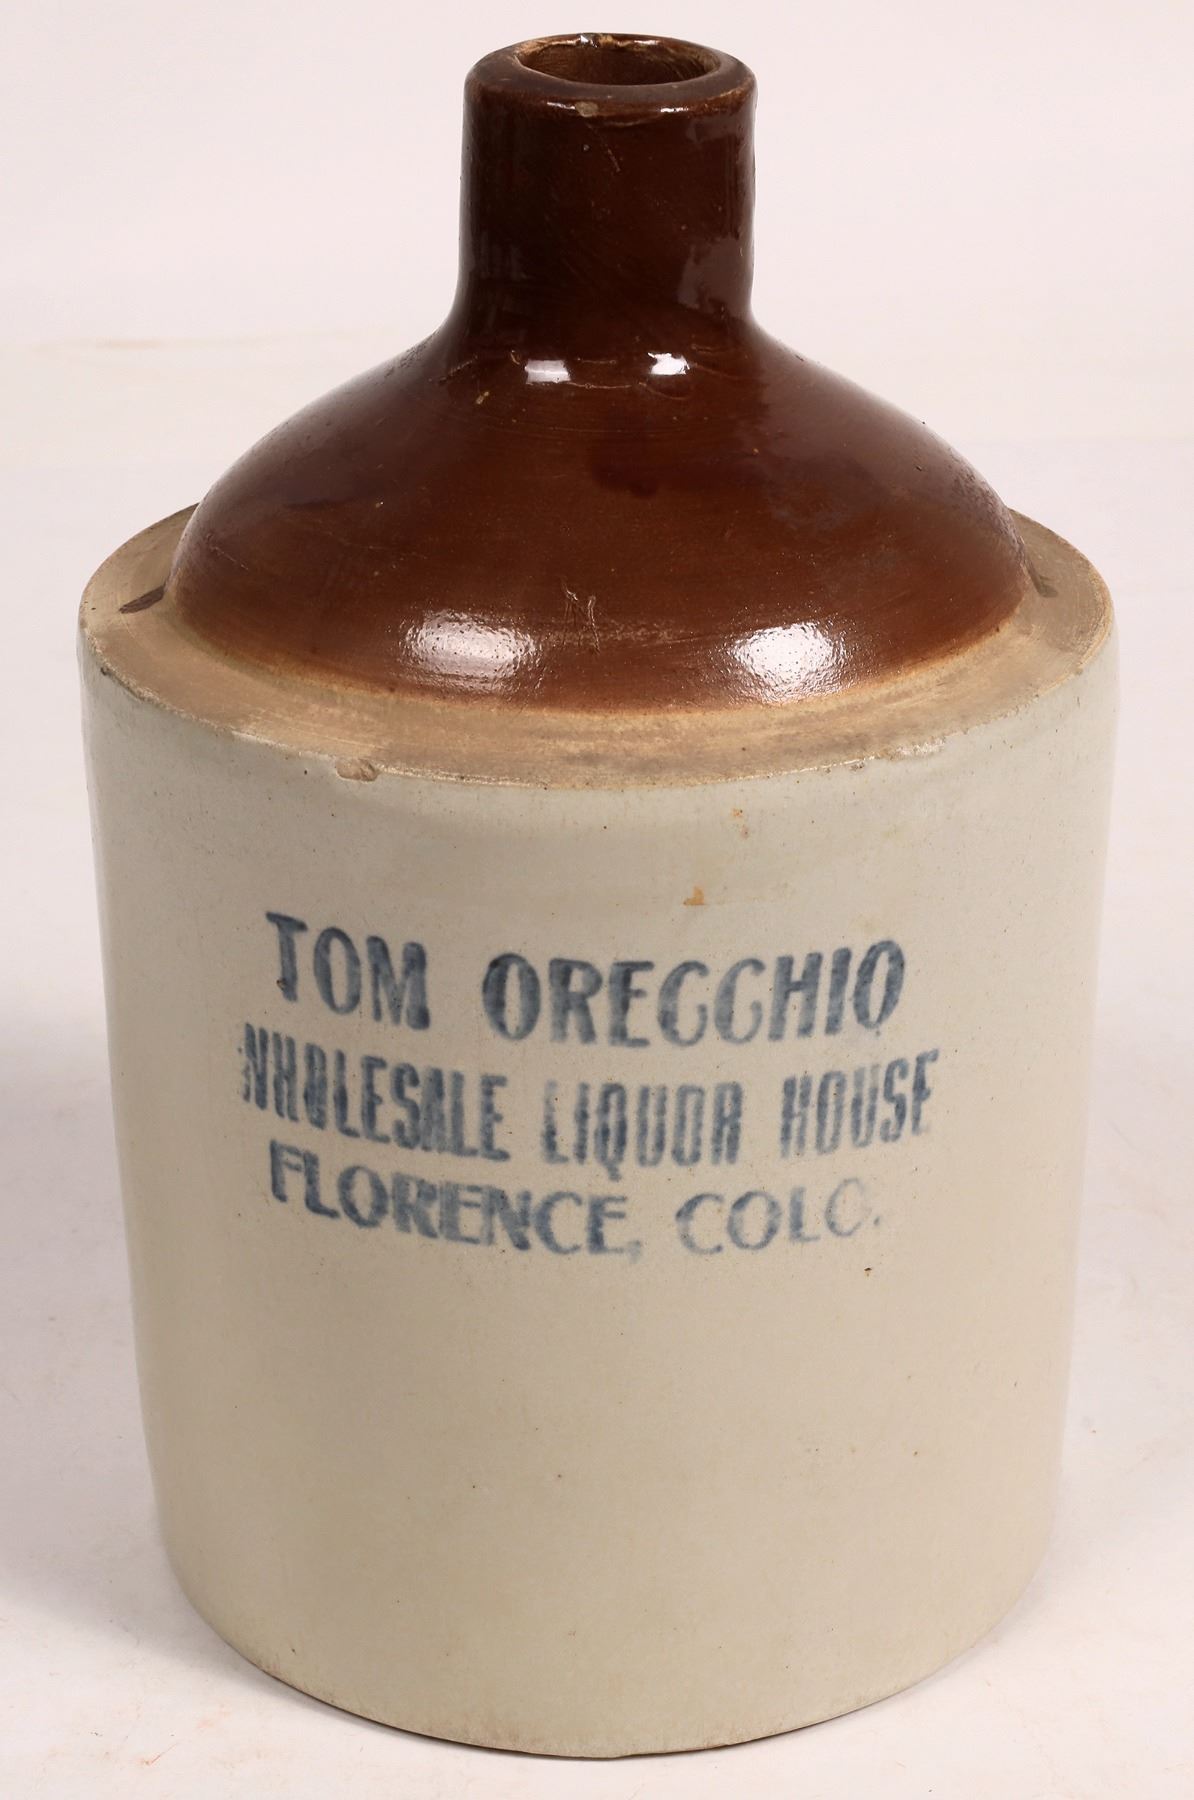 TOM ORECCHIO
WHOLESALE LIQUOR HOUSE
FLORENCE, COLO.